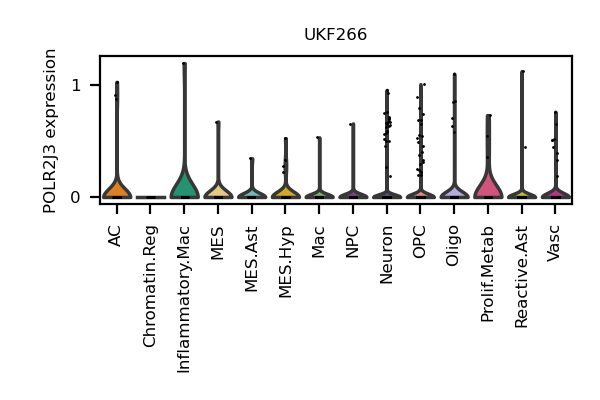 UKF266
POLR2J3 expression
1
0
AC
Chromatin.Reg
Inflammatory.Mac
MES
MES.Ast
MES.Hyp
Mac
NPC
Neuron
OPC
Oligo
Prolif.Metab
Reactive.Ast
Vasc